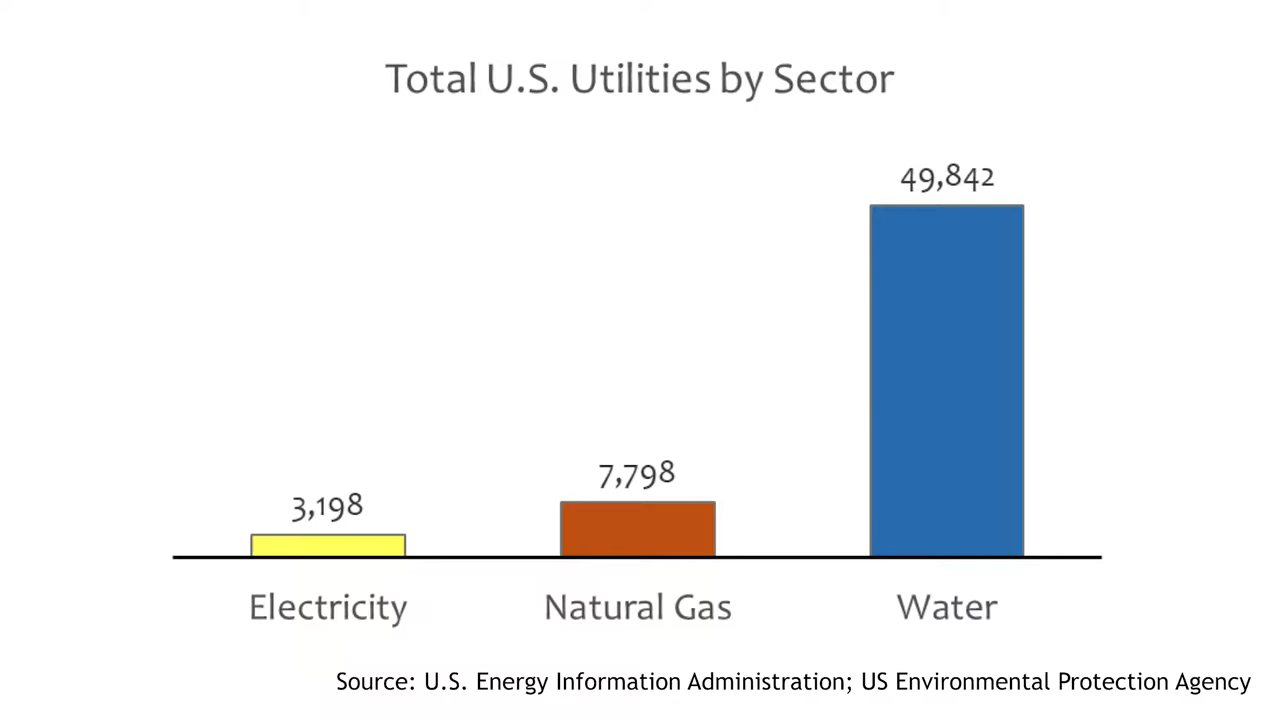 Total U.S. Utilities by Sector
49,842
7,798
3,198
Electricity
Natural Gas
Water
Source: U.S. Energy Information Administration; US Environmental Protection Agency